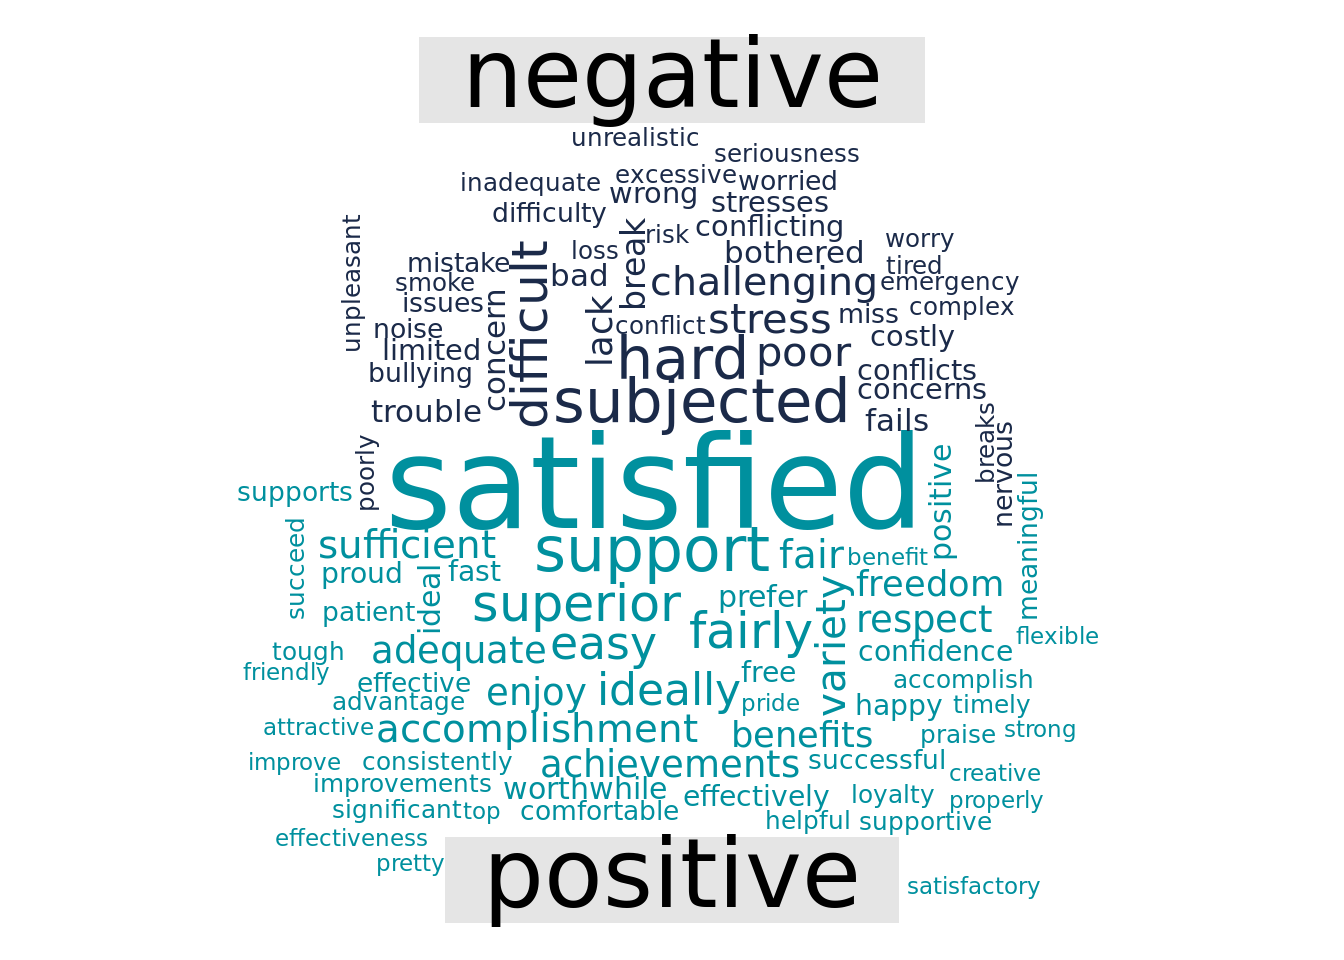 negative
unrealistic
seriousness
excessive
inadequate
worried
wrong
stresses
difficulty
conflicting
risk
break
unpleasant
worry
loss
bothered
mistake
difficult
bad
tired
smoke
challenging
emergency
issues
concern
lack
complex
miss
noise
conflict
stress
costly
limited
hard
poor
bullying
conflicts
concerns
subjected
trouble
fails
breaks
nervous
poorly
satisfied
positive
supports
meaningful
succeed
sufficient
support
fair
benefit
proud
ideal
fast
freedom
patient
superior
prefer
variety
respect
fairly
flexible
tough
adequate
easy
confidence
friendly
free
effective
accomplish
advantage
enjoy
ideally
pride
happy
timely
attractive
accomplishment
benefits
praise
strong
improve
consistently
achievements
successful
creative
improvements
worthwhile
effectively
loyalty
properly
significant
top
comfortable
helpful
supportive
effectiveness
pretty
positive
satisfactory